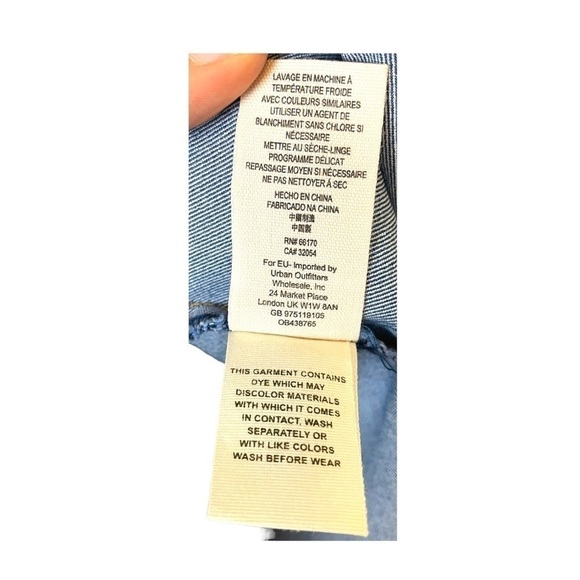 LAVAGE EN MACHINE À
TEMPÉRATURE FROIDE
AVEC COULEURS SIMILAIRES
UTILISER UN AGENT DE
BLANCHIMENT SANS CHLORE SI
NÉCESSAIRE
METTRE AU SÈCHE-LINGE
PROGRAMME DÉLICAT
REPASSAGE MOYEN SI NÉCESSAIRE
NE PAS NETTOYER À SEC
HECHO EN CHINA
FABRICADO NA CHINA
中國制造
中国製
RN# 66170
CA# 32054
For EU- Imported by
Urban Outfitters
Wholesale, Inc
24 Market Place
London UK W1W 8AN
GB 975119105
OB438765
THIS GARMENT CONTAINS
DYE WHICH MAY
DISCOLOR MATERIALS
WITH WHICH IT COMES
IN CONTACT. WASH
SEPARATELY OR
WITH LIKE COLORS
WASH BEFORE WEAR